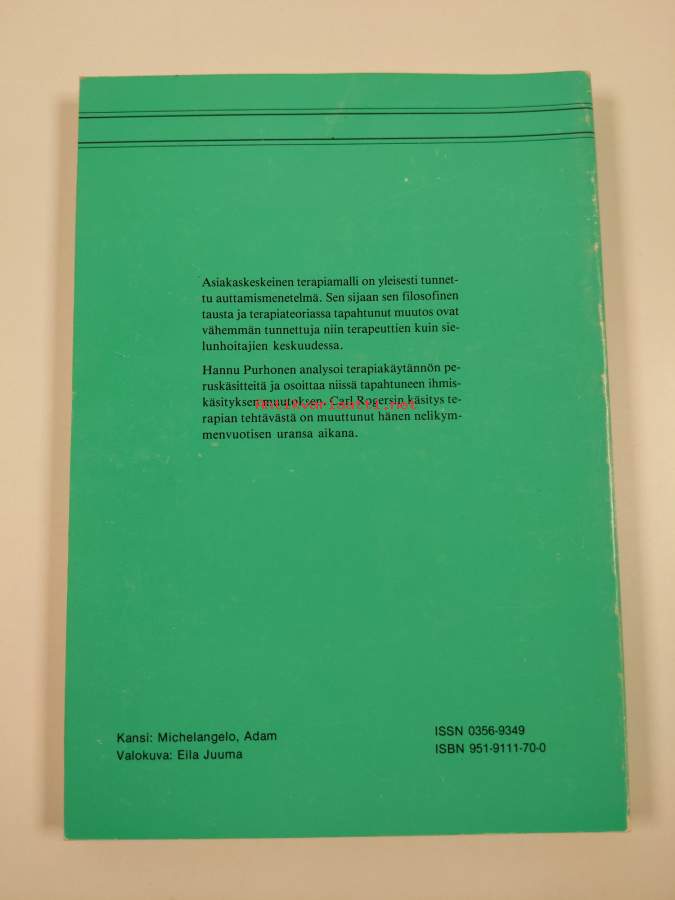 Asiakaskeskeinen terapiamalli on yleisesti tunnet-
tu auttamismenetelmä. Sen sijaan sen filosofinen
tausta ja terapiateoriassa tapahtunut muutos ovat
vähemmän tunnettuja niin terapeuttien kuin sie-
lunhoitajien keskuudessa.
Hannu Purhonen analysoi terapiakäytännön pe-
ruskäsitteitä ja osoittaa niissä tapahtuneen ihmis-
käsityksen muutoksen. Carl Rogersin käsitys te-
rapian tehtävästä on muuttunut hänen nelikym-
menvuotisen uransa aikana.
Antikvariaatti.net
Kansi: Michelangelo, Adam
Valokuva: Eila Juuma
ISSN 0356-9349
ISBN 951-9111-70-0